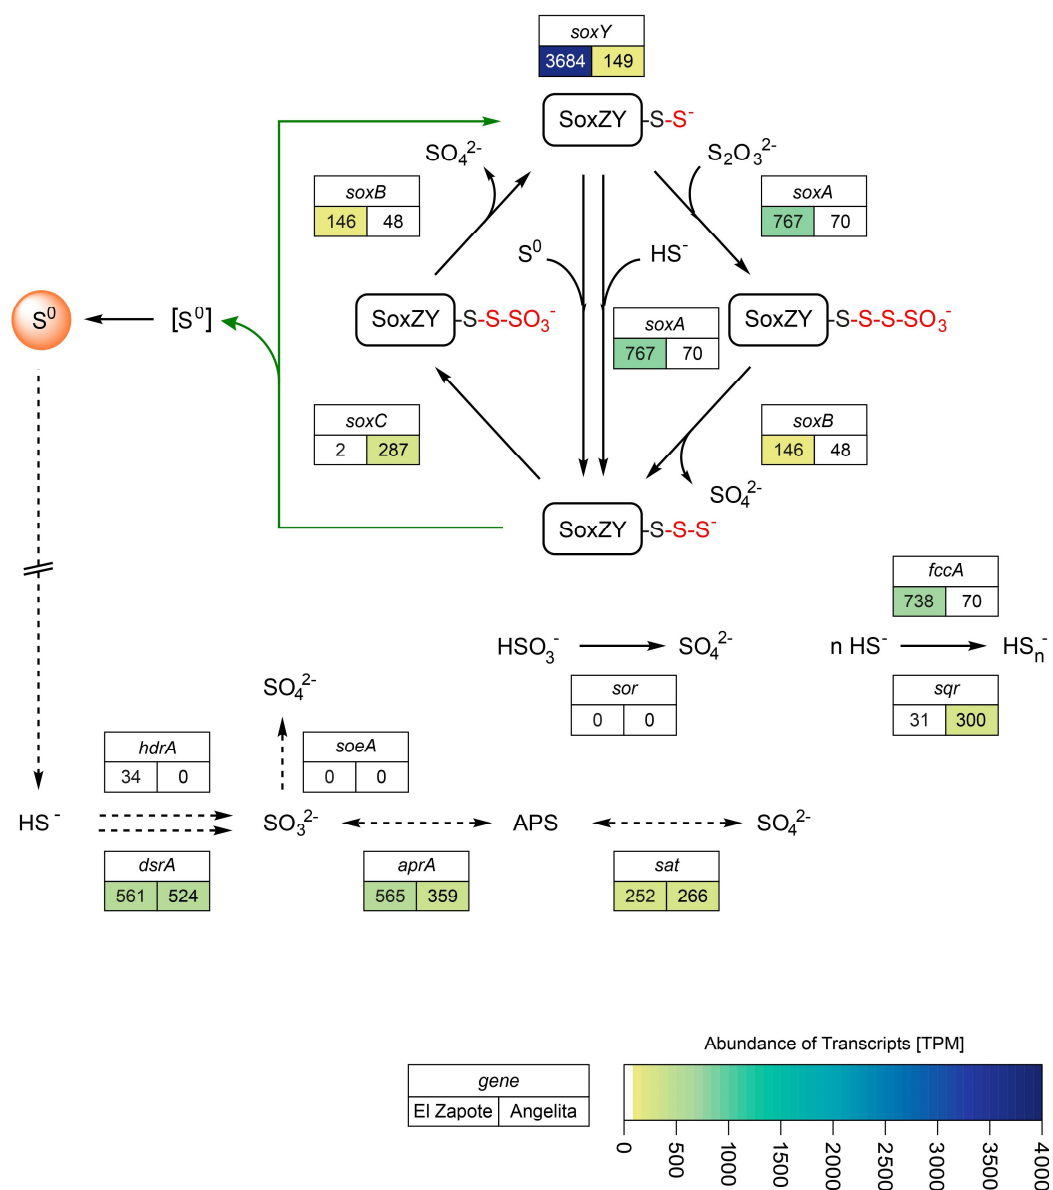 soxY
3684 149
SoxZY-S-S⁻
SO₄²⁻
S₂O₃²⁻
soxB
146 48
soxA
767 70
S⁰
HS⁻
S⁰
[S⁰]
SoxZY-S-S-SO₃⁻
soxA
767 70
SoxZY-S-S-S-SO₃⁻
soxC
2 287
soxB
146 48
SO₄²⁻
SoxZY-S-S-S⁻
fccA
738 70
HSO₃⁻
SO₄²⁻
n HS⁻
HSₙ⁻
sor
0 0
sqr
31 300
SO₄²⁻
hdrA
34 0
soeA
0 0
HS⁻
SO₃²⁻
APS
SO₄²⁻
dsrA
561 524
aprA
565 359
sat
252 266
Abundance of Transcripts [TPM]
gene
El Zapote Angelita
0 500 1000 1500 2000 2500 3000 3500 4000